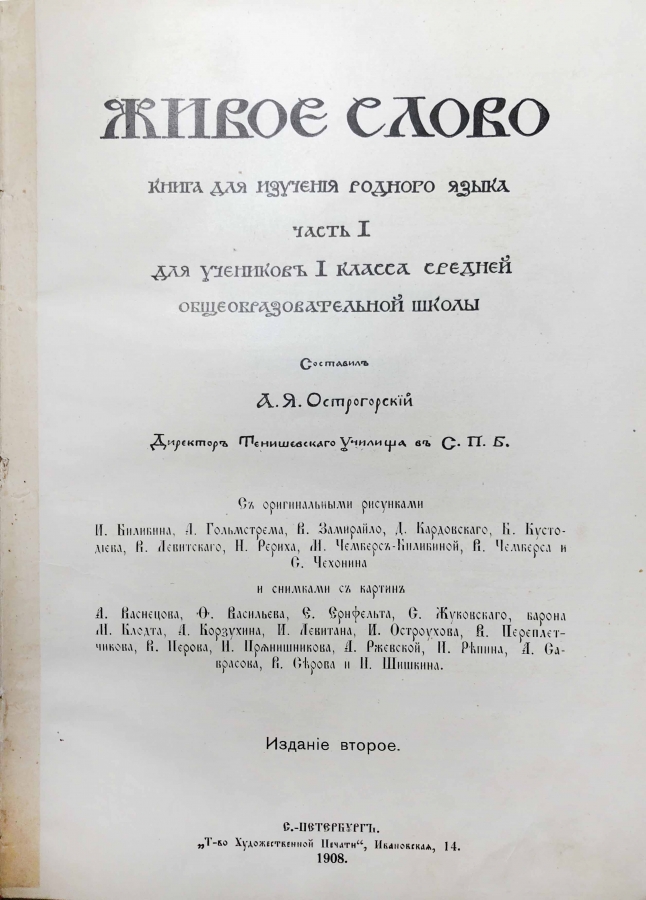 ЖИВОЕ СЛОВО
КНИГА ДЛЯ ИЗУЧЕНІЯ РОДНОГО ЯЗЫКА
ЧАСТЬ I
ДЛЯ УЧЕНИКОВЪ I КЛАССА СРЕДНЕЙ
ОБЩЕОБРАЗОВАТЕЛЬНОЙ ШКОЛЫ
Составилъ
А. Я. Острогорскій
Директоръ Тенишевскаго Училища въ С. П. Б.
Съ оригинальными рисунками
И. Билибина, А. Гольмстрема, В. Замирайло, Д. Кардовскаго, Б. Кусто-
діева, В. Левитскаго, Н. Рериха, М. Чемберсъ-Билибиной, В. Чемберса и
С. Чехонина
и снимками съ картинъ
А. Васнецова, Ѳ. Васильева, Е. Ернфельта, С. Жуковскаго, барона
М. Клодта, А. Корзухина, И. Левитана, И. Остроухова, В. Переплет-
чикова, В. Перова, И. Прянишникова, А. Ржевской, И. Рѣпина, А. Са-
врасова, В. Сѣрова и И. Шишкина.
Изданіе второе.
С.-ПЕТЕРБУРГЪ.
„Т-во Художественной Печати“, Ивановская, 14.
1908.